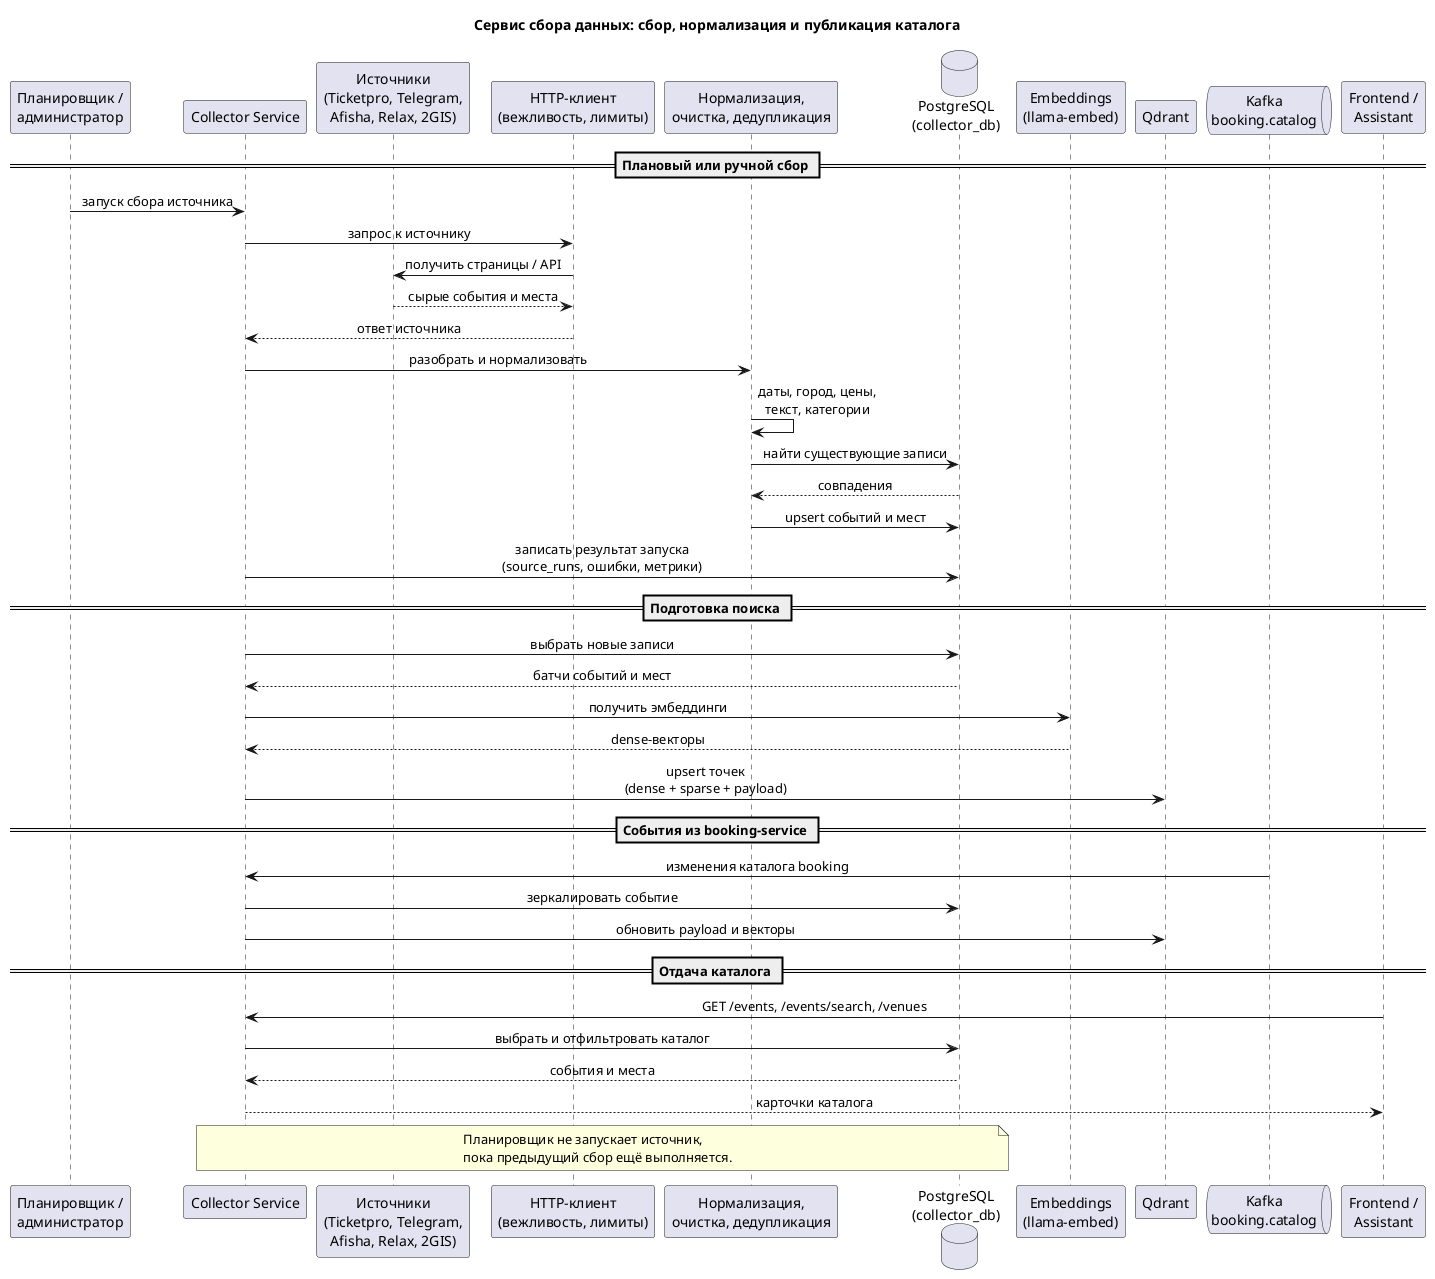 Сервис сбора данных: сбор, нормализация и публикация каталога
Планировщик /
администратор
Collector Service
Источники
(Ticketpro, Telegram,
Afisha, Relax, 2GIS)
HTTP-клиент
(вежливость, лимиты)
Нормализация,
очистка, дедупликация
PostgreSQL
(collector_db)
Embeddings
(llama-embed)
Qdrant
Kafka
booking.catalog
Frontend /
Assistant
Плановый или ручной сбор
запуск сбора источника
запрос к источнику
получить страницы / API
сырые события и места
ответ источника
разобрать и нормализовать
даты, город, цены,
текст, категории
найти существующие записи
совпадения
upsert событий и мест
записать результат запуска
(source_runs, ошибки, метрики)
Подготовка поиска
выбрать новые записи
батчи событий и мест
получить эмбеддинги
dense-векторы
upsert точек
(dense + sparse + payload)
События из booking-service
изменения каталога booking
зеркалировать событие
обновить payload и векторы
Отдача каталога
GET /events, /events/search, /venues
выбрать и отфильтровать каталог
события и места
карточки каталога
Планировщик не запускает источник,
пока предыдущий сбор ещё выполняется.
Планировщик /
администратор
Collector Service
Источники
(Ticketpro, Telegram,
Afisha, Relax, 2GIS)
HTTP-клиент
(вежливость, лимиты)
Нормализация,
очистка, дедупликация
PostgreSQL
(collector_db)
Embeddings
(llama-embed)
Qdrant
Kafka
booking.catalog
Frontend /
Assistant